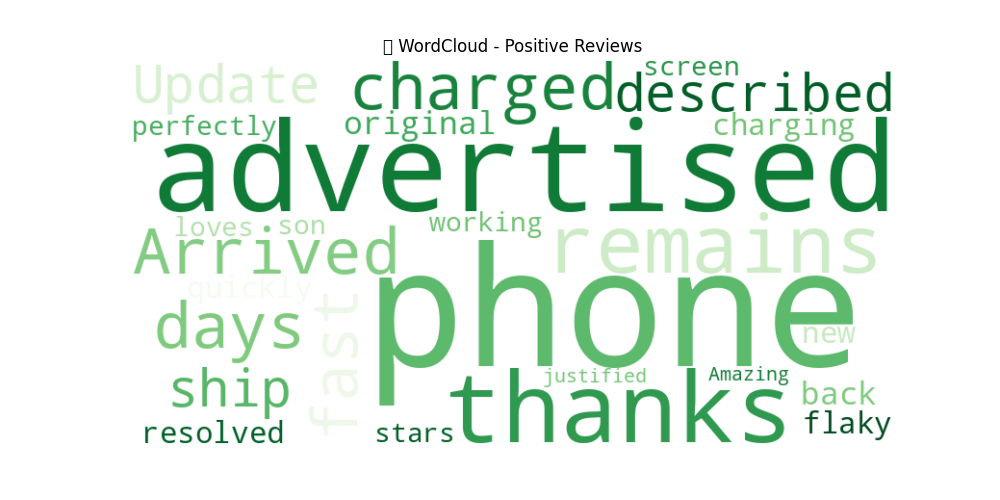 WordCloud - Positive Reviews
Update charged screen described
perfectly original charging
advertised
loves son working
Arrived remains
quickly
phone
days fast new
ship justified Amazing back
thanks
resolved stars flaky